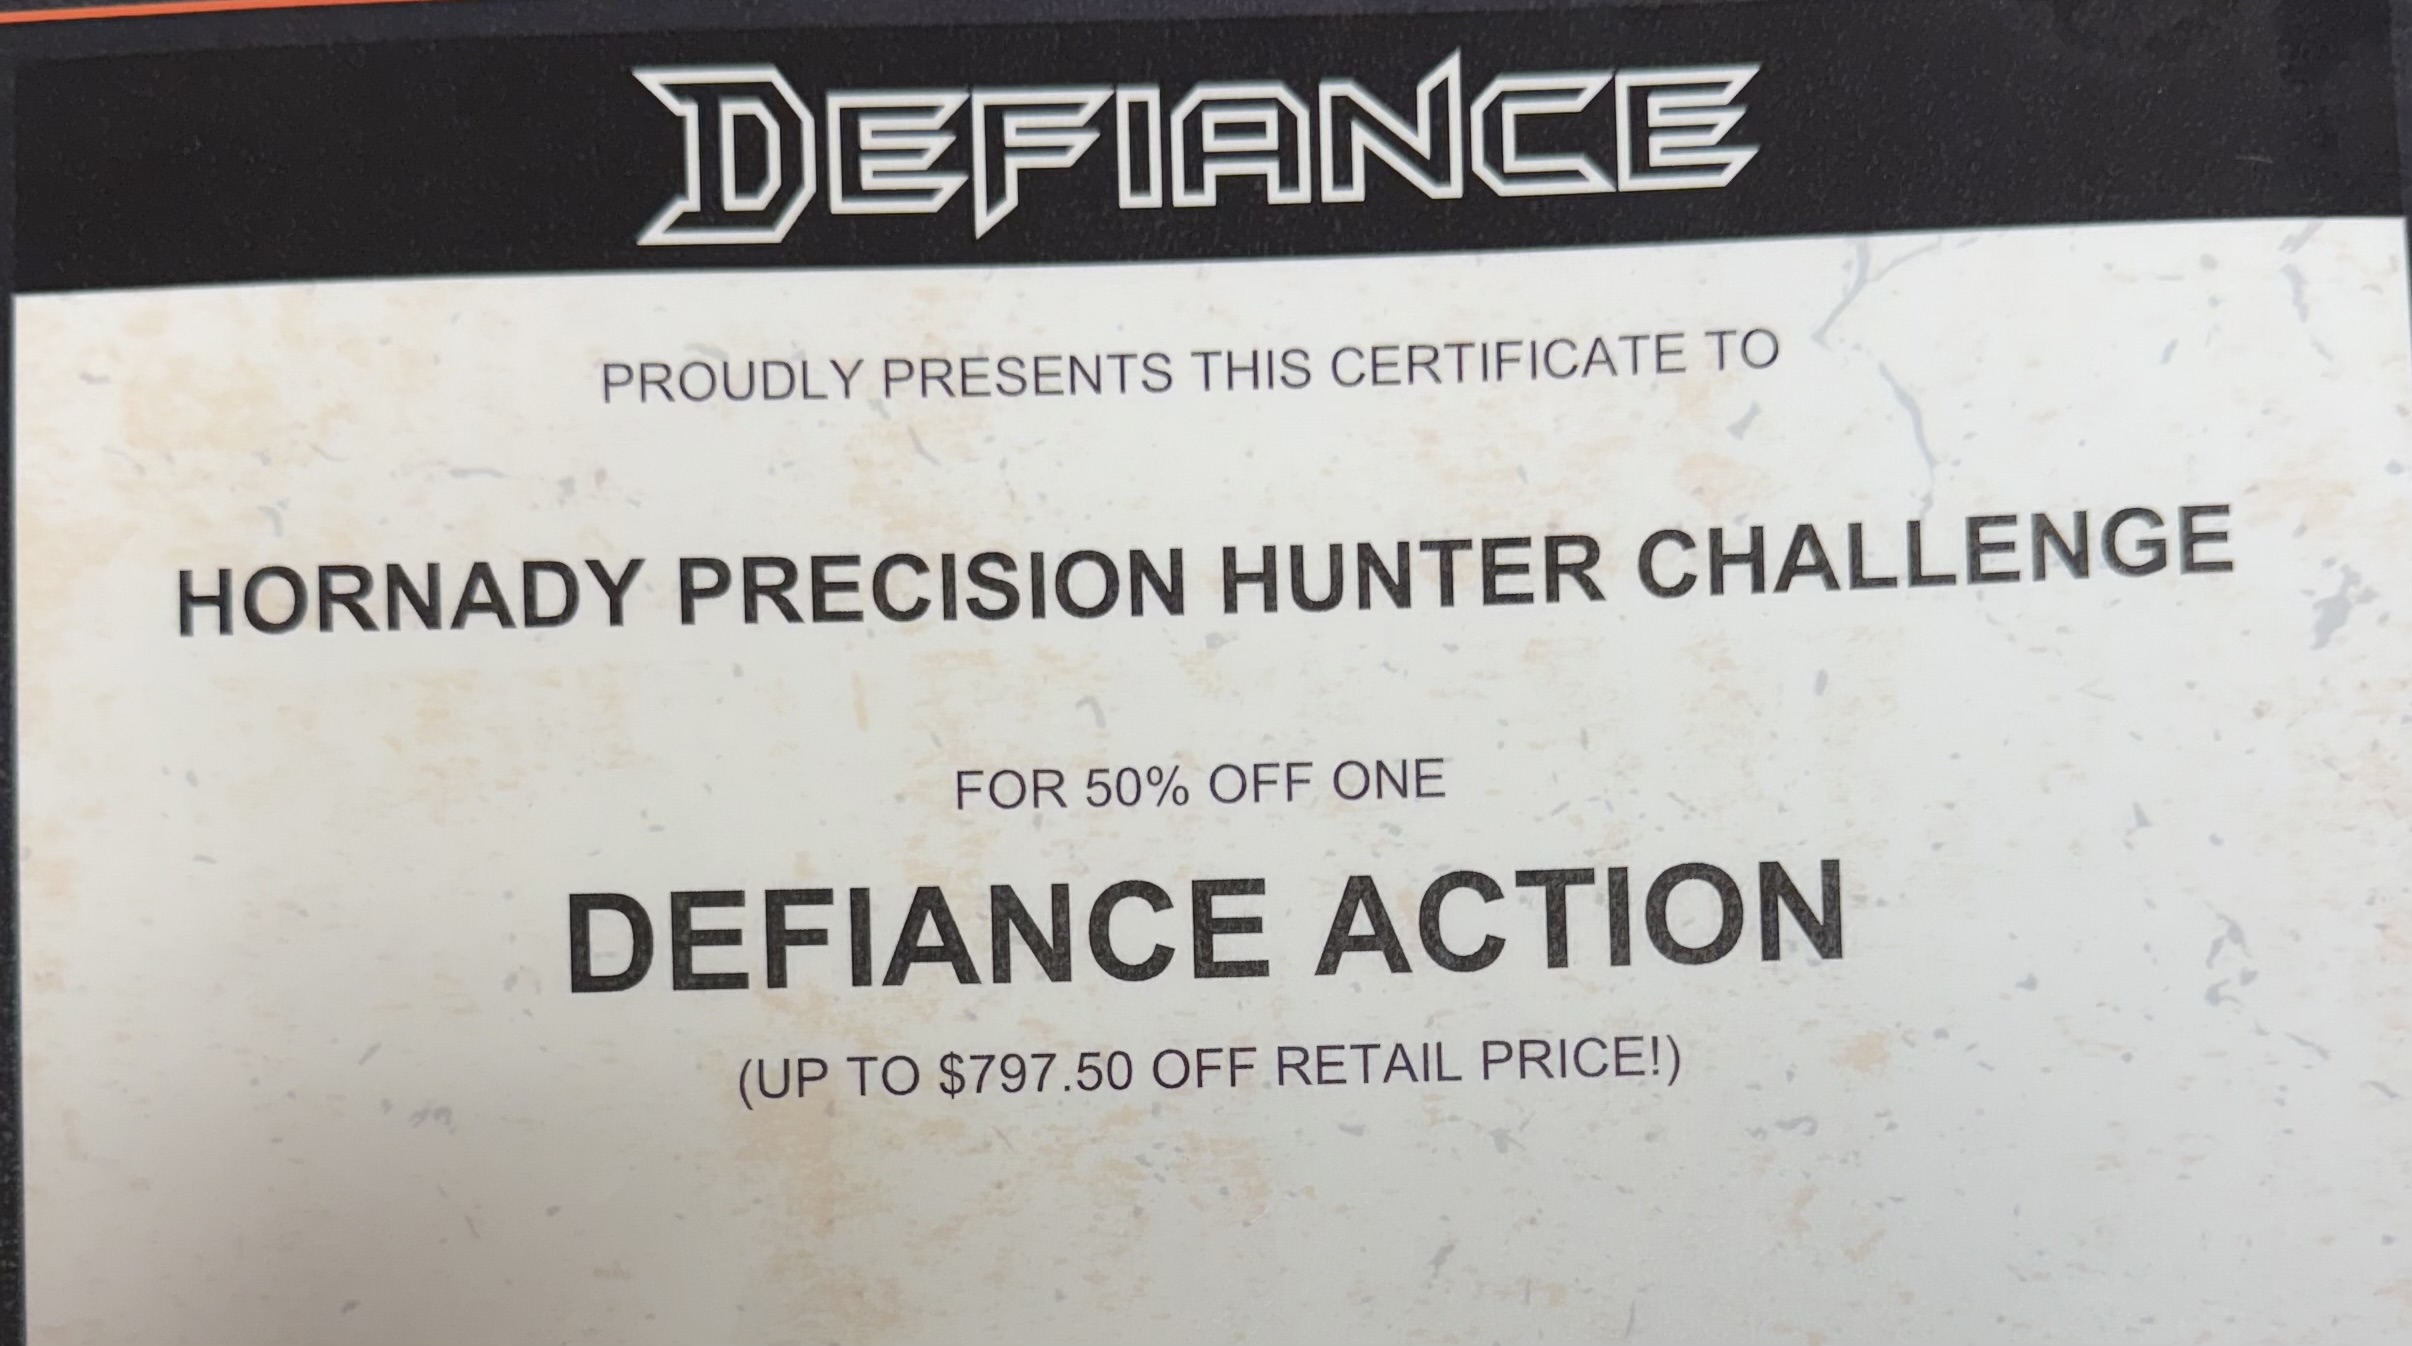 DEFIANCE
PROUDLY PRESENTS THIS CERTIFICATE TO
HORNADY PRECISION HUNTER CHALLENGE
FOR 50% OFF ONE
DEFIANCE ACTION
(UP TO $797.50 OFF RETAIL PRICE!)